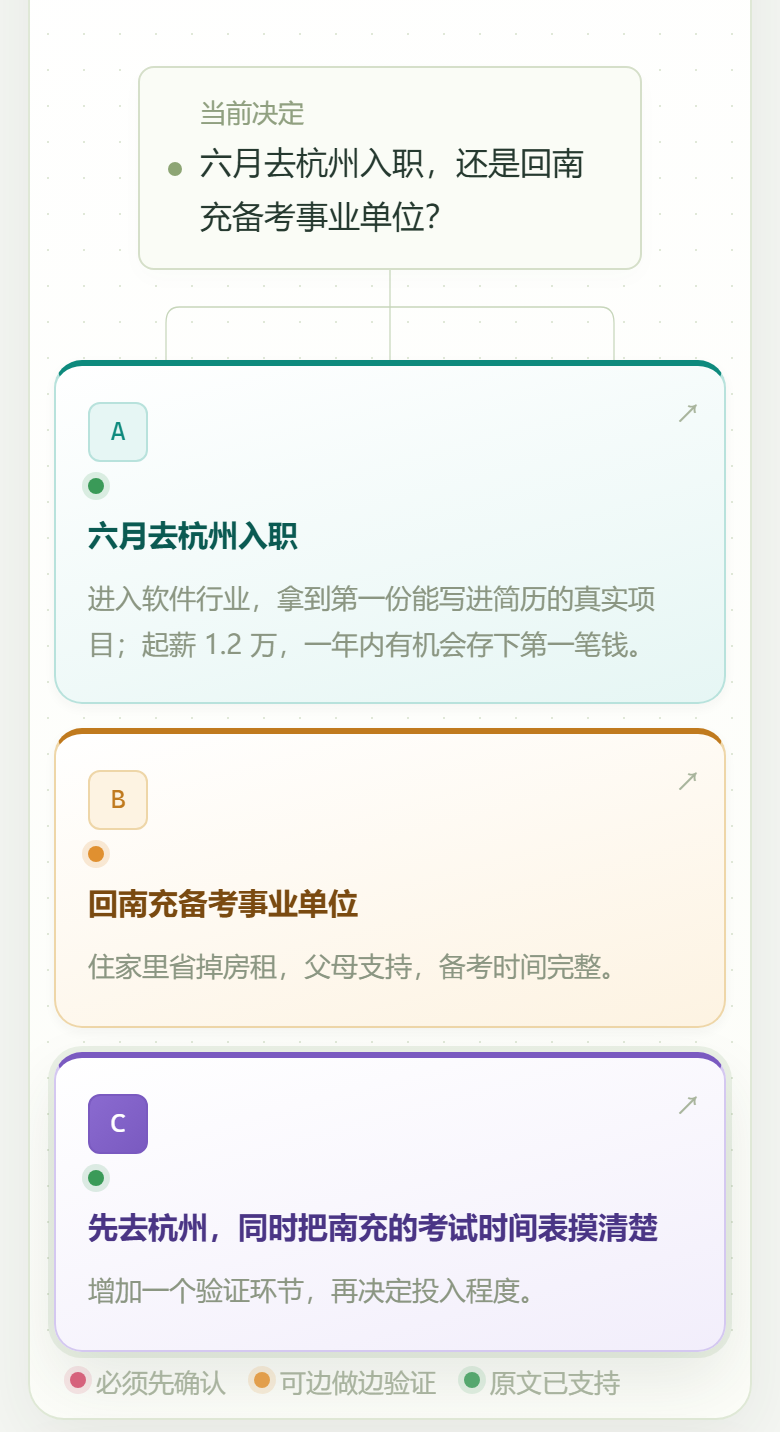 当前决定
六月去杭州入职，还是回南
充备考事业单位？
A
六月去杭州入职
进入软件行业，拿到第一份能写进简历的真实项
目；起薪 1.2 万，一年内有机会存下第一笔钱。
B
回南充备考事业单位
住家里省掉房租，父母支持，备考时间完整。
C
先去杭州，同时把南充的考试时间表摸清楚
增加一个验证环节，再决定投入程度。
必须先确认 可边做边验证 原文已支持